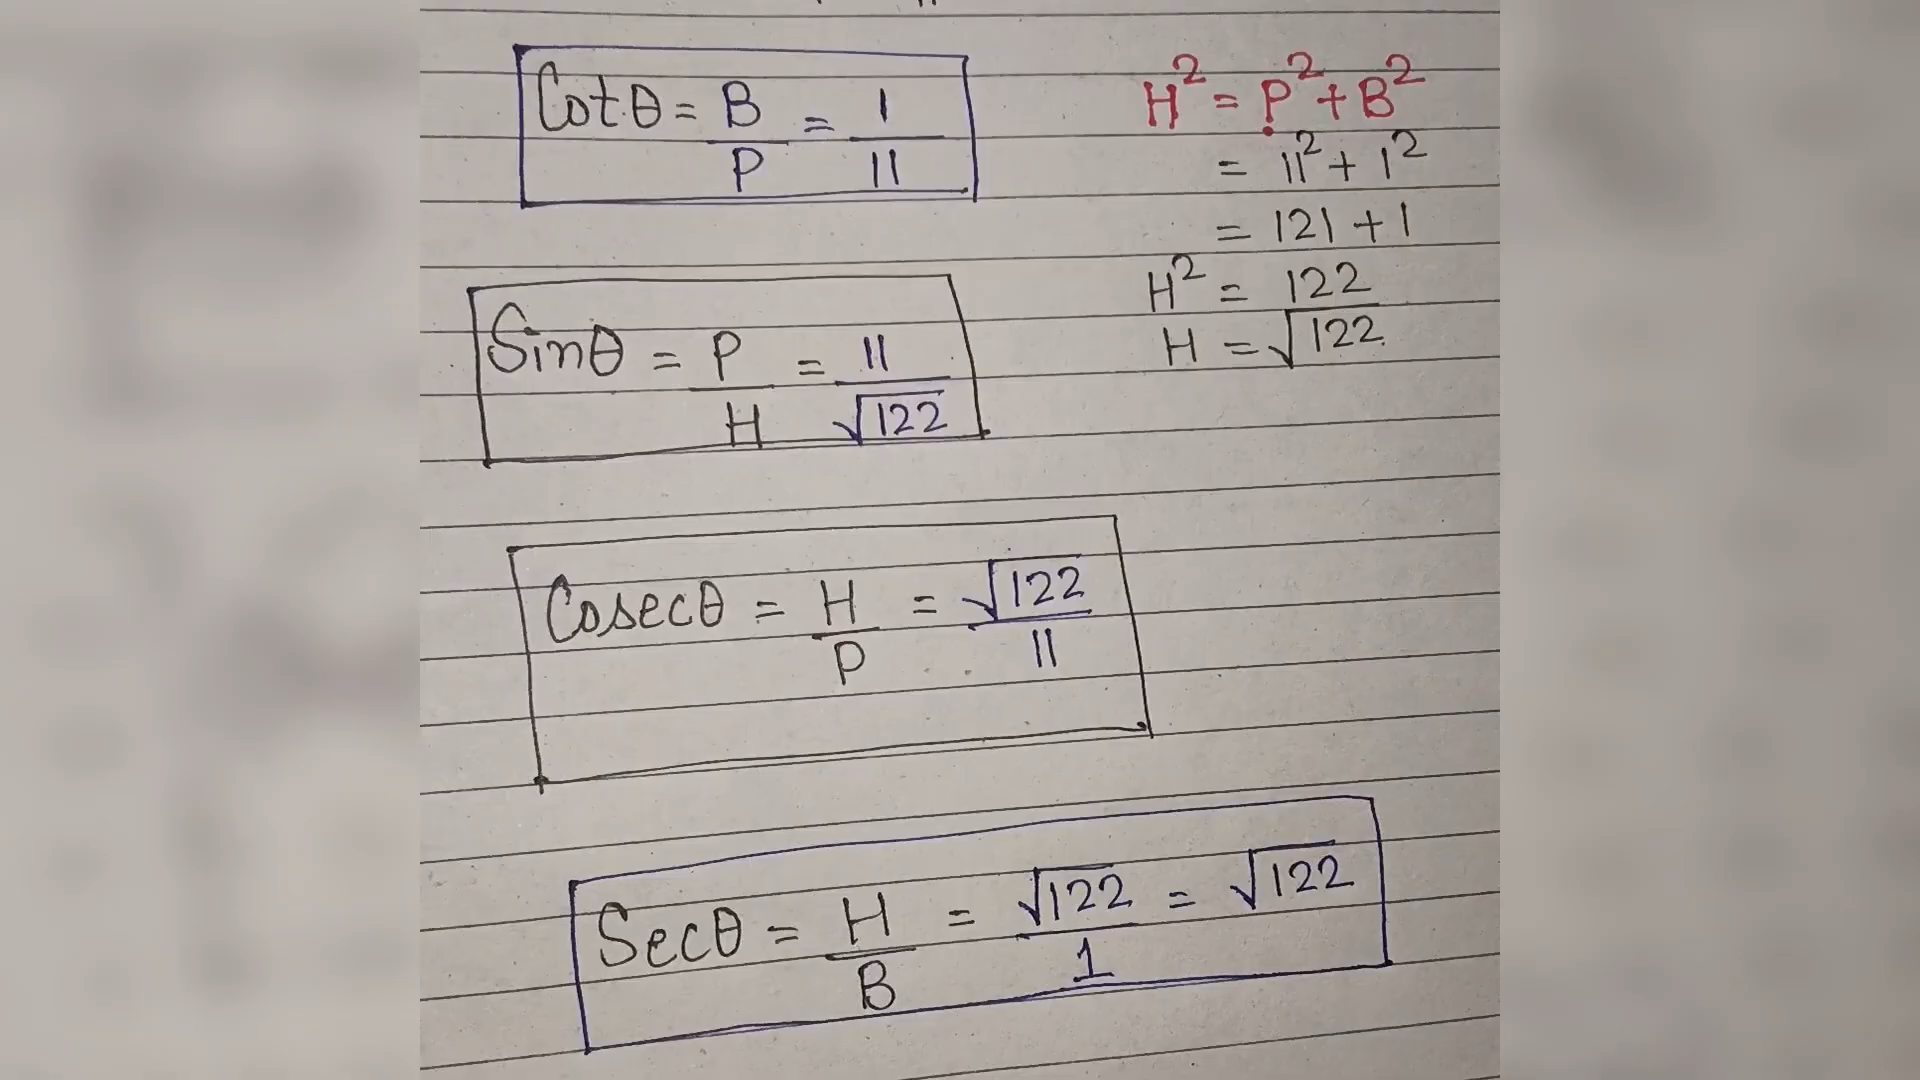 Cotθ = B/P = 1/11
H² = P² + B²
= 11² + 1²
= 121 + 1
H² = 122
H = √122
Sinθ = P/H = 11/√122
Cosecθ = H/P = √122/11
Secθ = H/B = √122/1 = √122